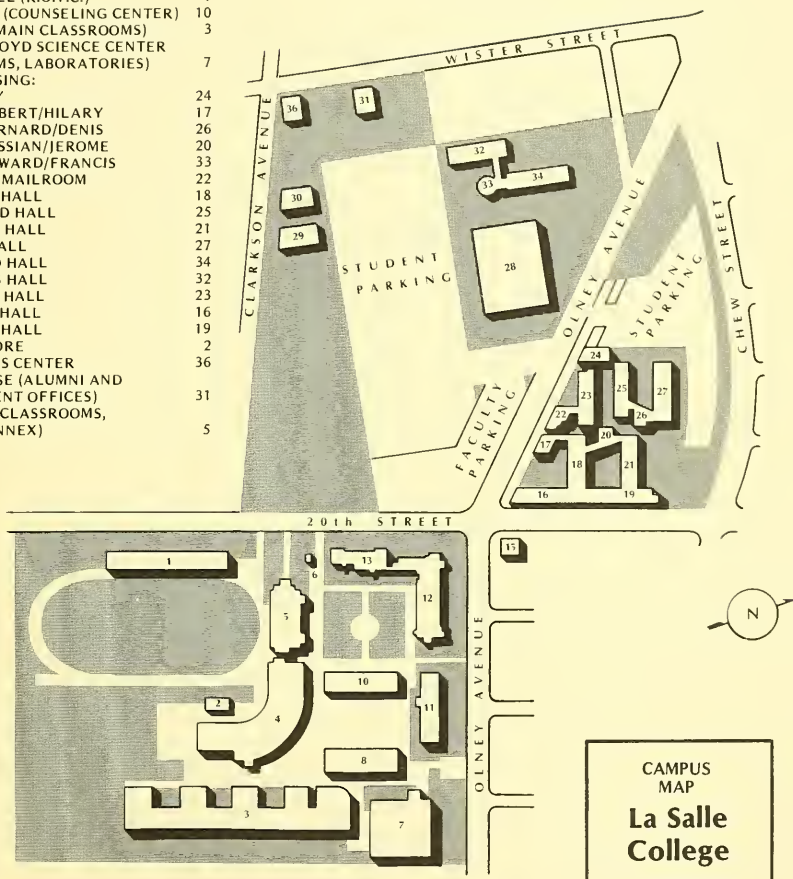 (COUNSELING CENTER) 10
MAIN CLASSROOMS) 3
OYD SCIENCE CENTER
MS, LABORATORIES) 7
SING:
24
BERT/HILARY 17
RNARD/DENIS 26
SSIAN/JEROME 20
WARD/FRANCIS 33
MAILROOM 22
HALL 18
D HALL 25
HALL 21
ALL 27
HALL 34
HALL 32
HALL 23
HALL 16
HALL 19
ORE 2
S CENTER 36
SE (ALUMNI AND
ENT OFFICES) 31
CLASSROOMS,
NNEX) 5
WISTER STREET
CLARKSON AVENUE
36
31
32
33
34
30
29
STUDENT
PARKING
28
OLNEY AVENUE
STUDENT
PARKING
CHEW STREET
FACULTY
PARKING
24
23
25
27
22
26
17
20
18
21
16
19
20th STREET
1
6
13
15
5
12
N
OLNEY AVENUE
10
11
2
4
8
3
7
CAMPUS
MAP
La Salle
College